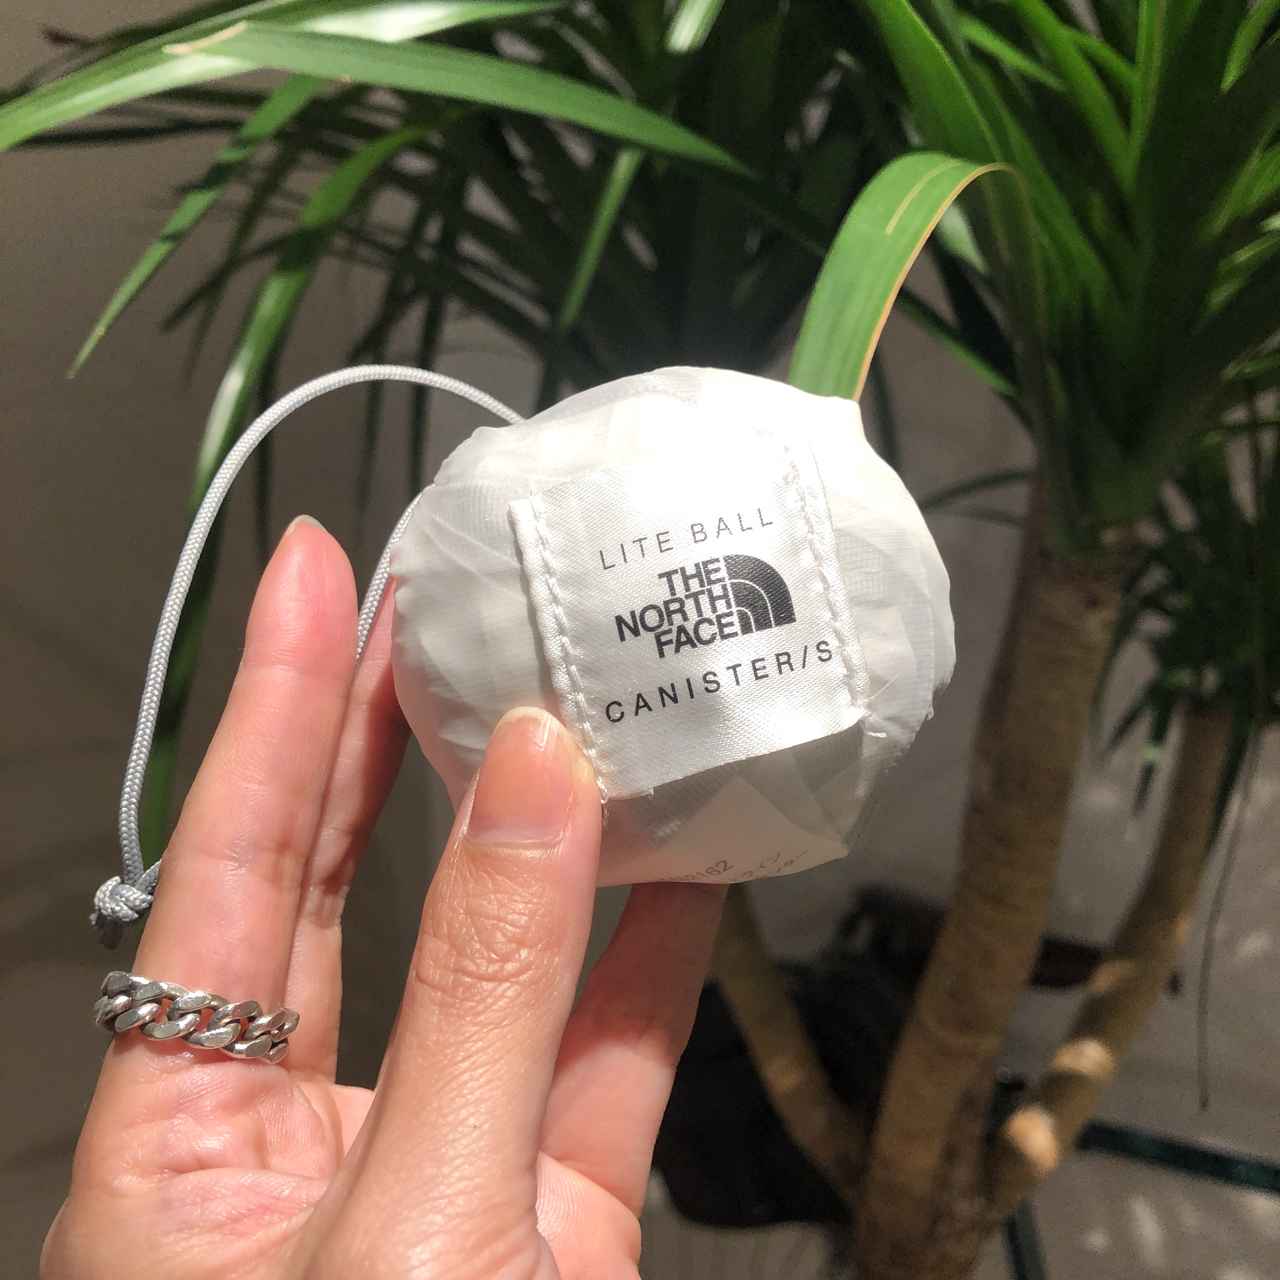 LITE BALL
THE
NORTH
FACE
CANISTER/S